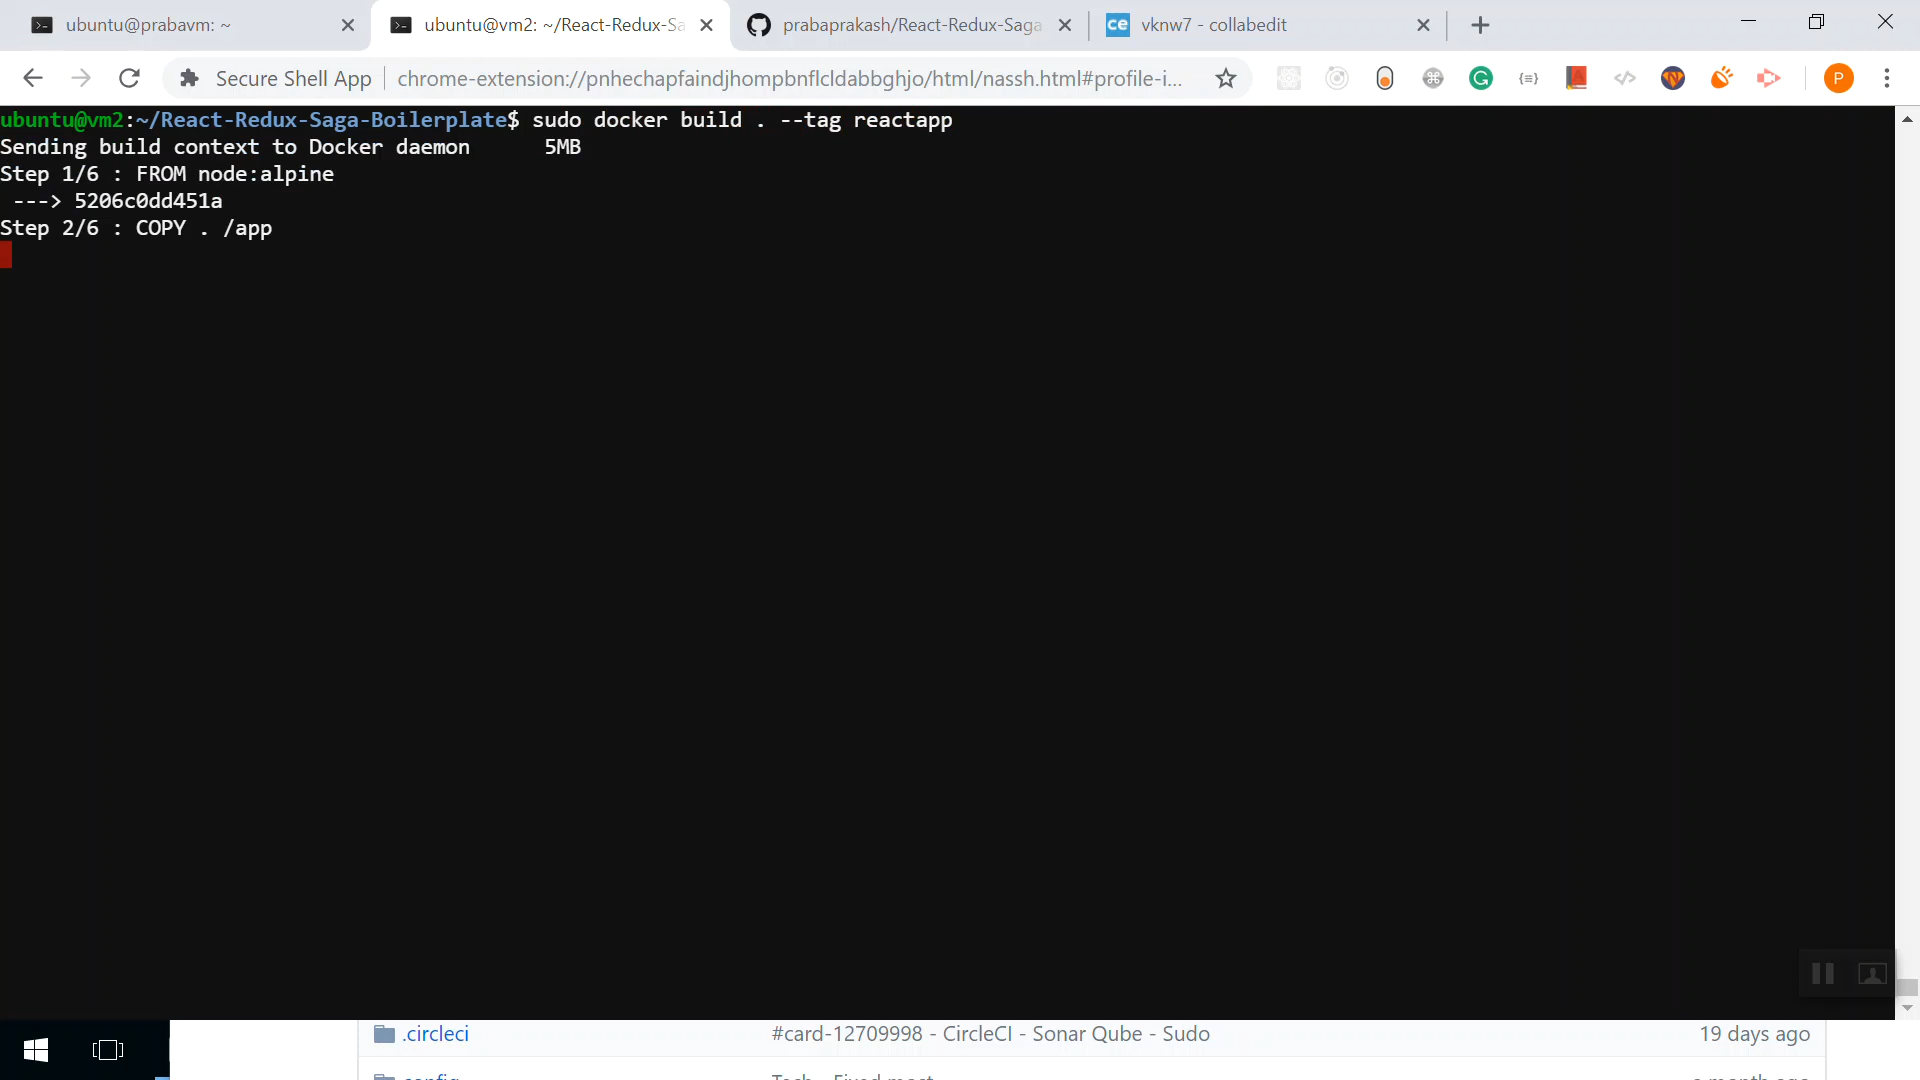 ubuntu@prabavm: ~
ubuntu@vm2: ~/React-Redux-Sa
prabaprakash/React-Redux-Saga
ce vknw7 - collabedit
Secure Shell App
chrome-extension://pnhechapfaindjhompbnflcldabbghjo/html/nassh.html#profile-i...
P
ubuntu@vm2:~/React-Redux-Saga-Boilerplate$ sudo docker build . --tag reactapp
Sending build context to Docker daemon 5MB
Step 1/6 : FROM node:alpine
---> 5206c0dd451a
Step 2/6 : COPY . /app
.circleci #card-12709998 - CircleCI - Sonar Qube - Sudo 19 days ago